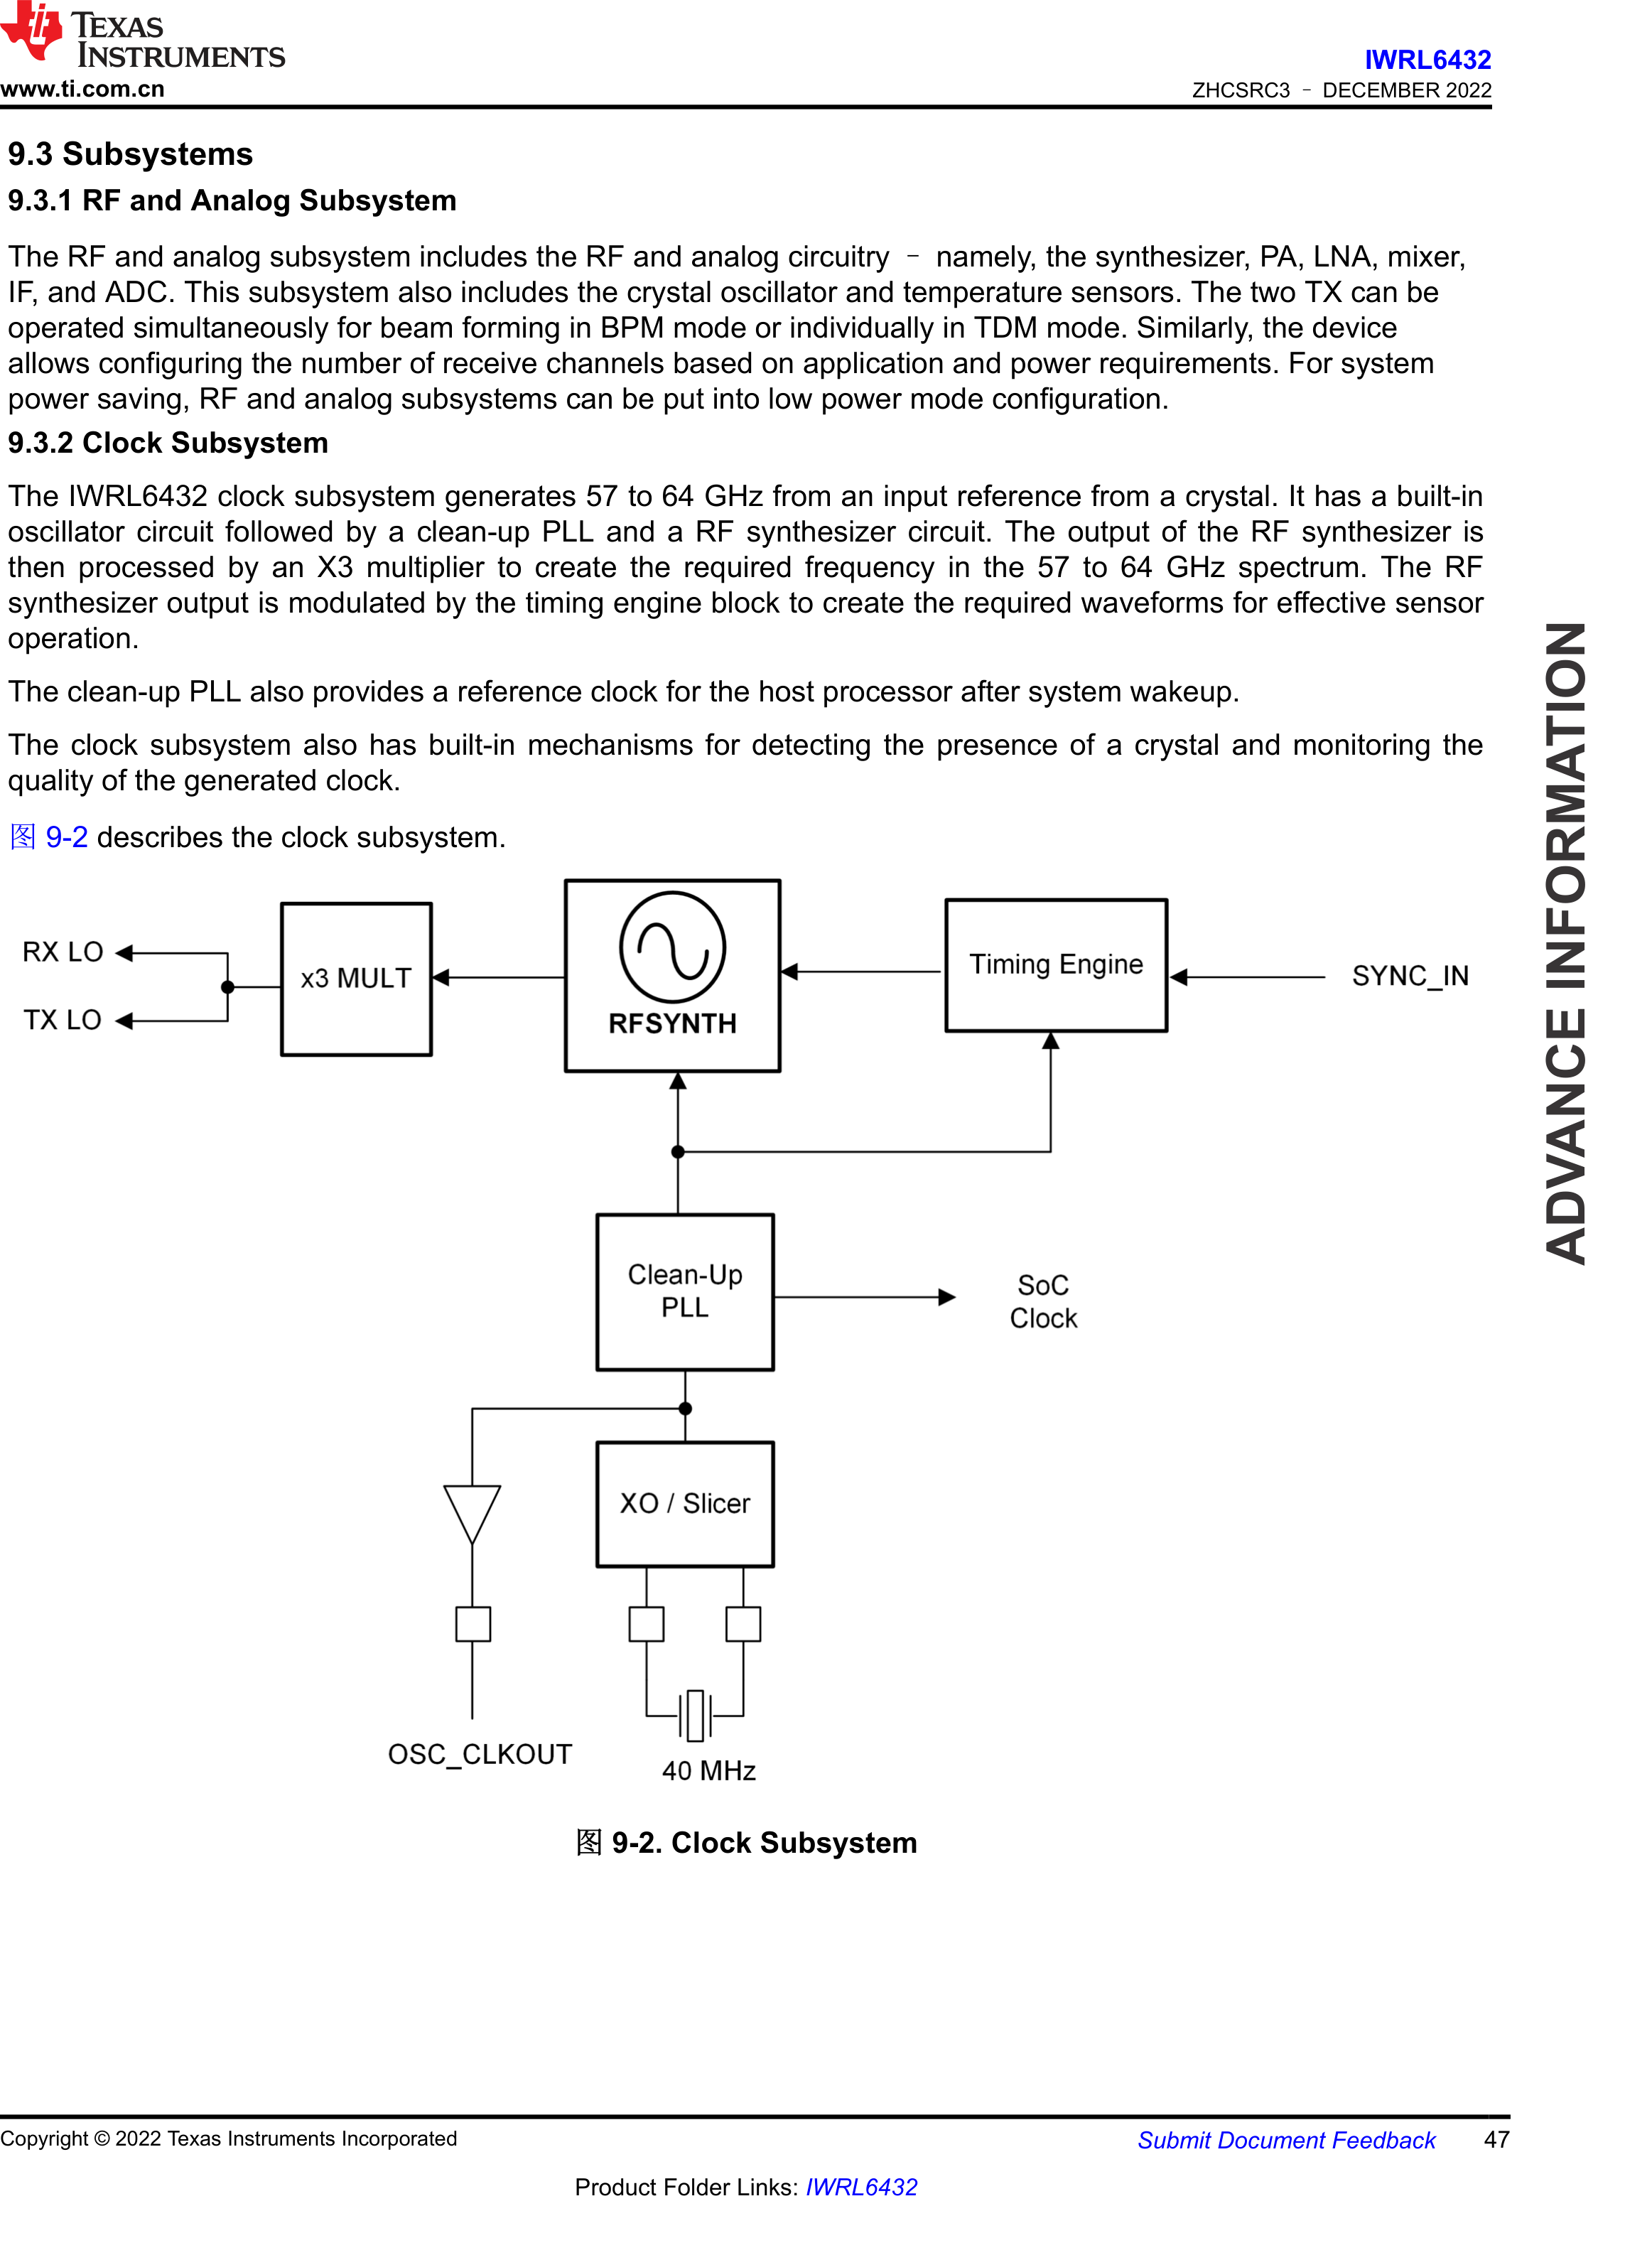 TEXAS
INSTRUMENTS
www.ti.com.cn
IWRL6432
ZHCSRC3 – DECEMBER 2022
9.3 Subsystems
9.3.1 RF and Analog Subsystem
The RF and analog subsystem includes the RF and analog circuitry – namely, the synthesizer, PA, LNA, mixer,
IF, and ADC. This subsystem also includes the crystal oscillator and temperature sensors. The two TX can be
operated simultaneously for beam forming in BPM mode or individually in TDM mode. Similarly, the device
allows configuring the number of receive channels based on application and power requirements. For system
power saving, RF and analog subsystems can be put into low power mode configuration.
9.3.2 Clock Subsystem
The IWRL6432 clock subsystem generates 57 to 64 GHz from an input reference from a crystal. It has a built-in
oscillator circuit followed by a clean-up PLL and a RF synthesizer circuit. The output of the RF synthesizer is
then processed by an X3 multiplier to create the required frequency in the 57 to 64 GHz spectrum. The RF
synthesizer output is modulated by the timing engine block to create the required waveforms for effective sensor
operation.
The clean-up PLL also provides a reference clock for the host processor after system wakeup.
The clock subsystem also has built-in mechanisms for detecting the presence of a crystal and monitoring the
quality of the generated clock.
图 9-2 describes the clock subsystem.
RX LO
TX LO
x3 MULT
RFSYNTH
Timing Engine
SYNC_IN
Clean-Up
PLL
SoC
Clock
XO / Slicer
OSC_CLKOUT
40 MHz
图 9-2. Clock Subsystem
ADVANCE INFORMATION
Copyright © 2022 Texas Instruments Incorporated
Submit Document Feedback 47
Product Folder Links: IWRL6432